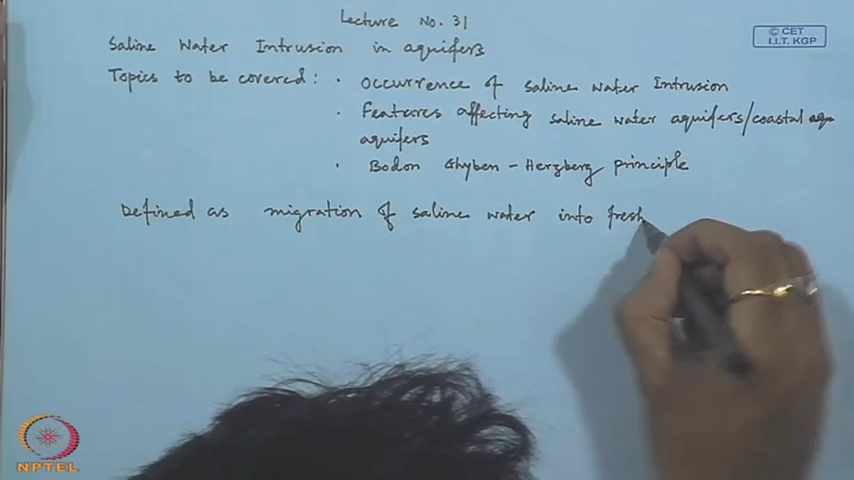 Lecture No. 31
© CET
I.I.T. KGP
Saline Water Intrusion in aquifers
Topics to be covered : · Occurrence of saline water Intrusion
· Features affecting saline water aquifers/coastal aqu
aquifers
· Bodon Ghyben - Herzberg principle
Defined as migration of saline water into fresh
NPTEL